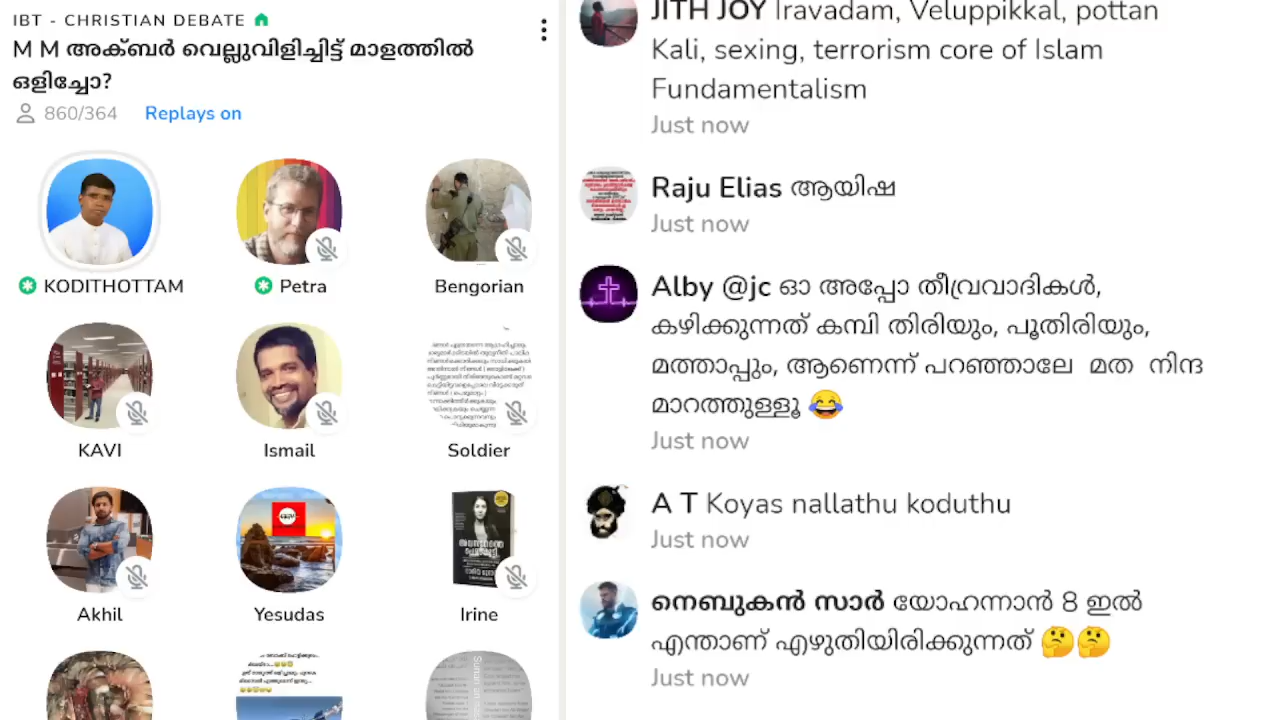 IBT - CHRISTIAN DEBATE
M M അക്ബർ വെല്ലുവിളിച്ചിട്ട് മാളത്തിൽ
ഒളിച്ചോ?
860/364 Replays on
KODITHOTTAM
Petra
Bengorian
KAVI
Ismail
Soldier
Akhil
Yesudas
Irine
JITH JOY Iravadam, Veluppikkal, pottan
Kali, sexing, terrorism core of Islam
Fundamentalism
Just now
Raju Elias ആയിഷ
Just now
Alby @jc ഓ അപ്പോ തീവ്രവാദികൾ,
കഴിക്കുന്നത് കമ്പി തിരിയും, പൂതിരിയും,
മത്താപ്പും, ആണെന്ന് പറഞ്ഞാലേ മത നിന്ദ
മാറത്തുള്ളൂ 😂
Just now
A T Koyas nallathu koduthu
Just now
നെബുകൻ സാർ യോഹന്നാൻ 8 ഇൽ
എന്താണ് എഴുതിയിരിക്കുന്നത് 🤔🤔
Just now